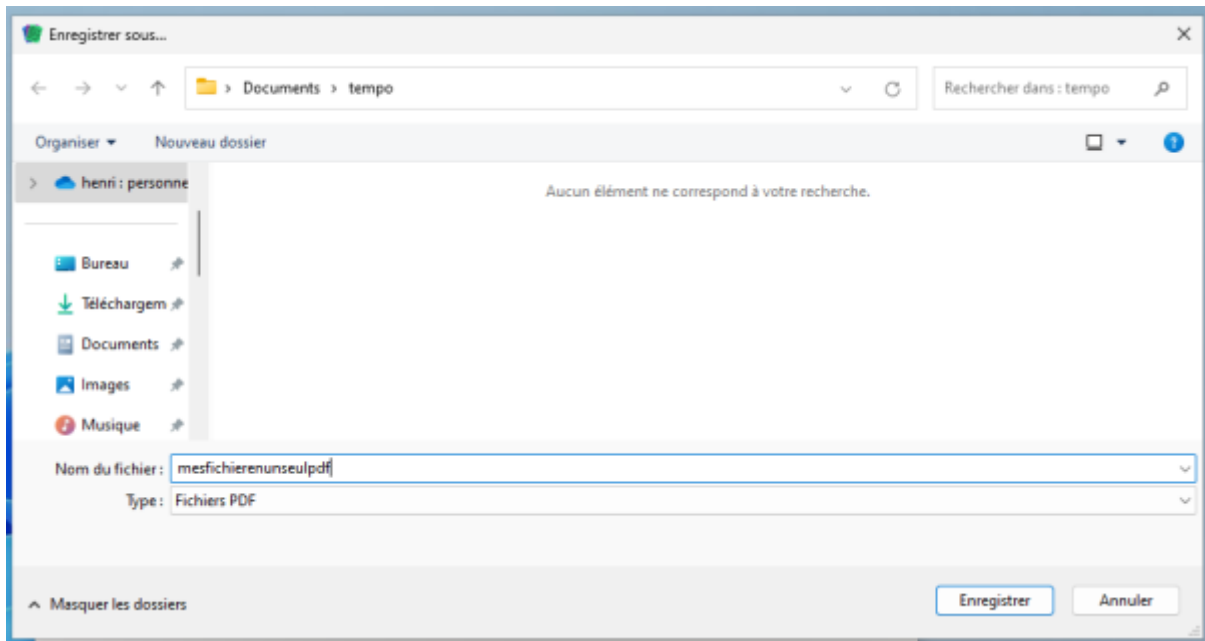 Enregistrer sous...
Documents > tempo
Rechercher dans : tempo
Organiser
Nouveau dossier
henri : personne
Aucun élément ne correspond à votre recherche.
Bureau
Téléchargem
Documents
Images
Musique
Nom du fichier : mesfichierenunseulpdf
Type : Fichiers PDF
Masquer les dossiers
Enregistrer
Annuler